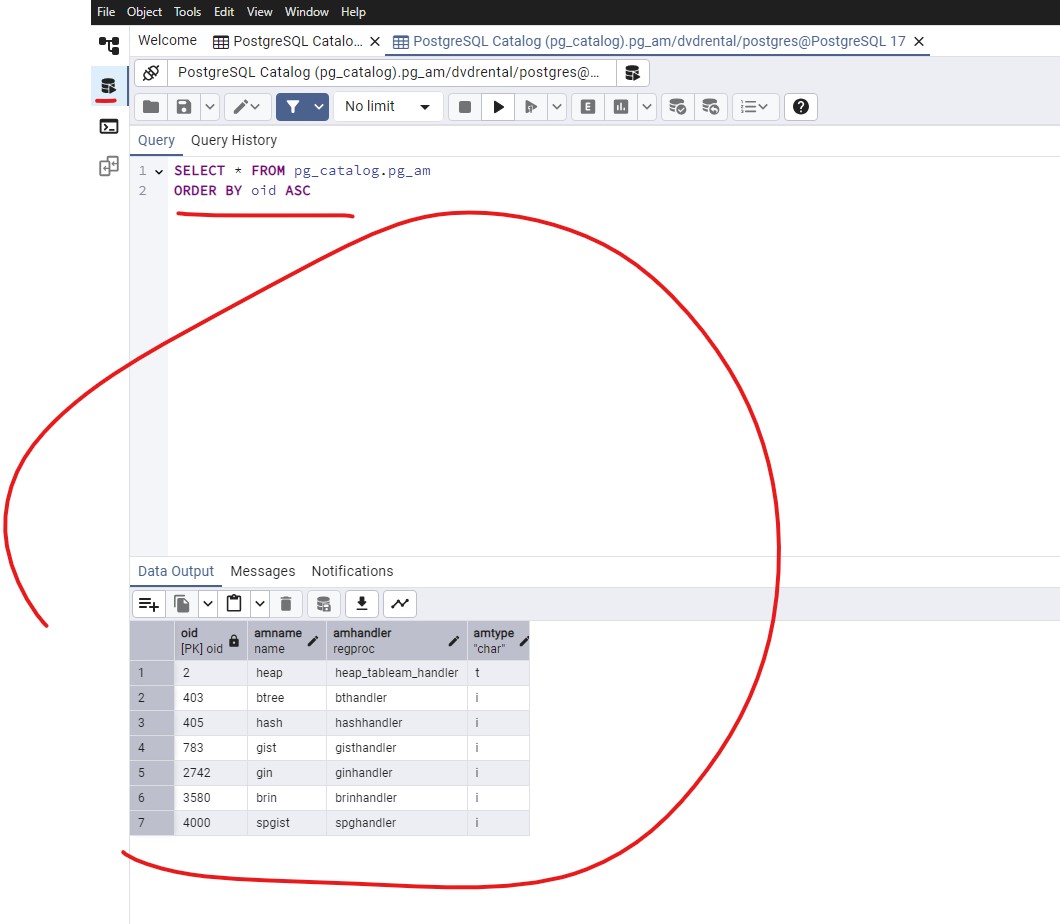 File Object Tools Edit View Window Help
Welcome PostgreSQL Catalo... PostgreSQL Catalog (pg_catalog).pg_am/dvdrental/postgres@PostgreSQL 17
PostgreSQL Catalog (pg_catalog).pg_am/dvdrental/postgres@...
No limit E
Query Query History
1 SELECT * FROM pg_catalog.pg_am
2 ORDER BY oid ASC
Data Output Messages Notifications
oid amname amhandler amtype
[PK] oid name regproc "char"
1 2 heap heap_tableam_handler t
2 403 btree bthandler i
3 405 hash hashhandler i
4 783 gist gisthandler i
5 2742 gin ginhandler i
6 3580 brin brinhandler i
7 4000 spgist spghandler i